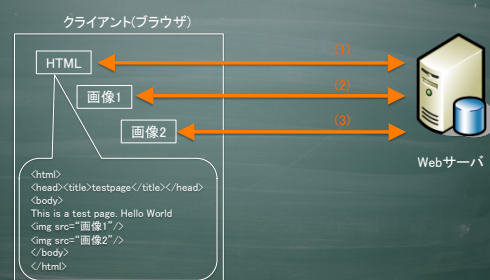 クライアント(ブラウザ)
HTML
(1)
画像1
(2)
画像2
(3)
Webサーバ
<html>
<head><title>testpage</title></head>
<body>
This is a test page. Hello World
<img src="画像1"/>
<img src="画像2"/>
</body>
</html>